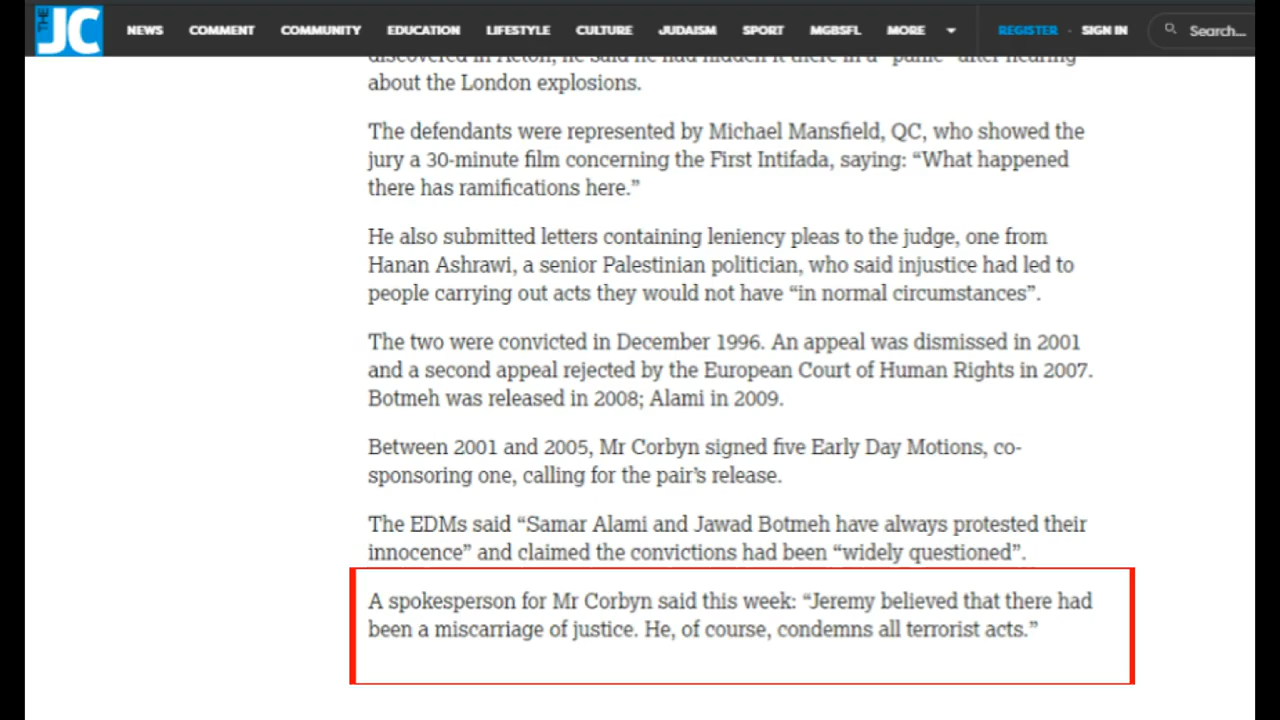 THE JC NEWS COMMENT COMMUNITY EDUCATION LIFESTYLE CULTURE JUDAISM SPORT MGBSFL MORE REGISTER · SIGN IN Search...
discovered in Acton, he said he had hidden it there in a “panic” after hearing
about the London explosions.
The defendants were represented by Michael Mansfield, QC, who showed the
jury a 30-minute film concerning the First Intifada, saying: “What happened
there has ramifications here.”
He also submitted letters containing leniency pleas to the judge, one from
Hanan Ashrawi, a senior Palestinian politician, who said injustice had led to
people carrying out acts they would not have “in normal circumstances”.
The two were convicted in December 1996. An appeal was dismissed in 2001
and a second appeal rejected by the European Court of Human Rights in 2007.
Botmeh was released in 2008; Alami in 2009.
Between 2001 and 2005, Mr Corbyn signed five Early Day Motions, co-
sponsoring one, calling for the pair’s release.
The EDMs said “Samar Alami and Jawad Botmeh have always protested their
innocence” and claimed the convictions had been “widely questioned”.
A spokesperson for Mr Corbyn said this week: “Jeremy believed that there had
been a miscarriage of justice. He, of course, condemns all terrorist acts.”